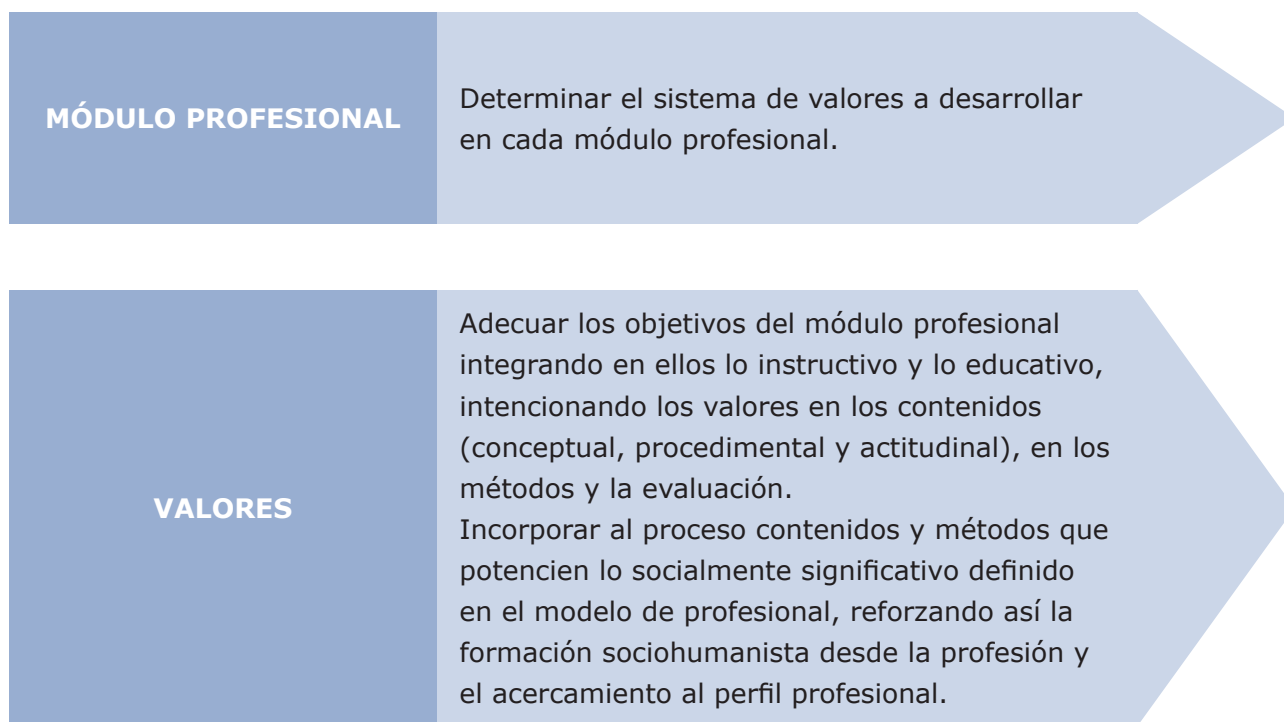 MÓDULO PROFESIONAL
Determinar el sistema de valores a desarrollar
en cada módulo profesional.
VALORES
Adecuar los objetivos del módulo profesional
integrando en ellos lo instructivo y lo educativo,
intencionando los valores en los contenidos
(conceptual, procedimental y actitudinal), en los
métodos y la evaluación.
Incorporar al proceso contenidos y métodos que
potencien lo socialmente significativo definido
en el modelo de profesional, reforzando así la
formación sociohumanista desde la profesión y
el acercamiento al perfil profesional.